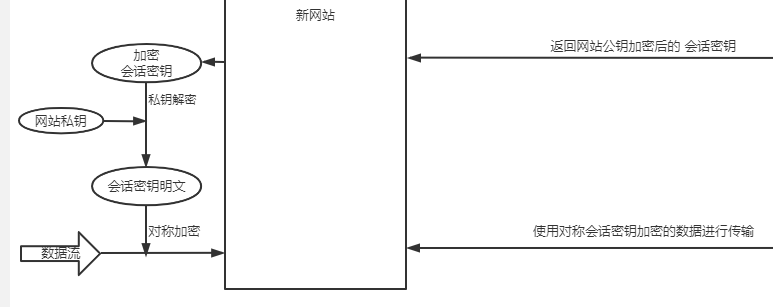 新网站
返回网站公钥加密后的 会话密钥
加密
会话密钥
私钥解密
网站私钥
会话密钥明文
对称加密
使用对称会话密钥加密的数据进行传输
数据流